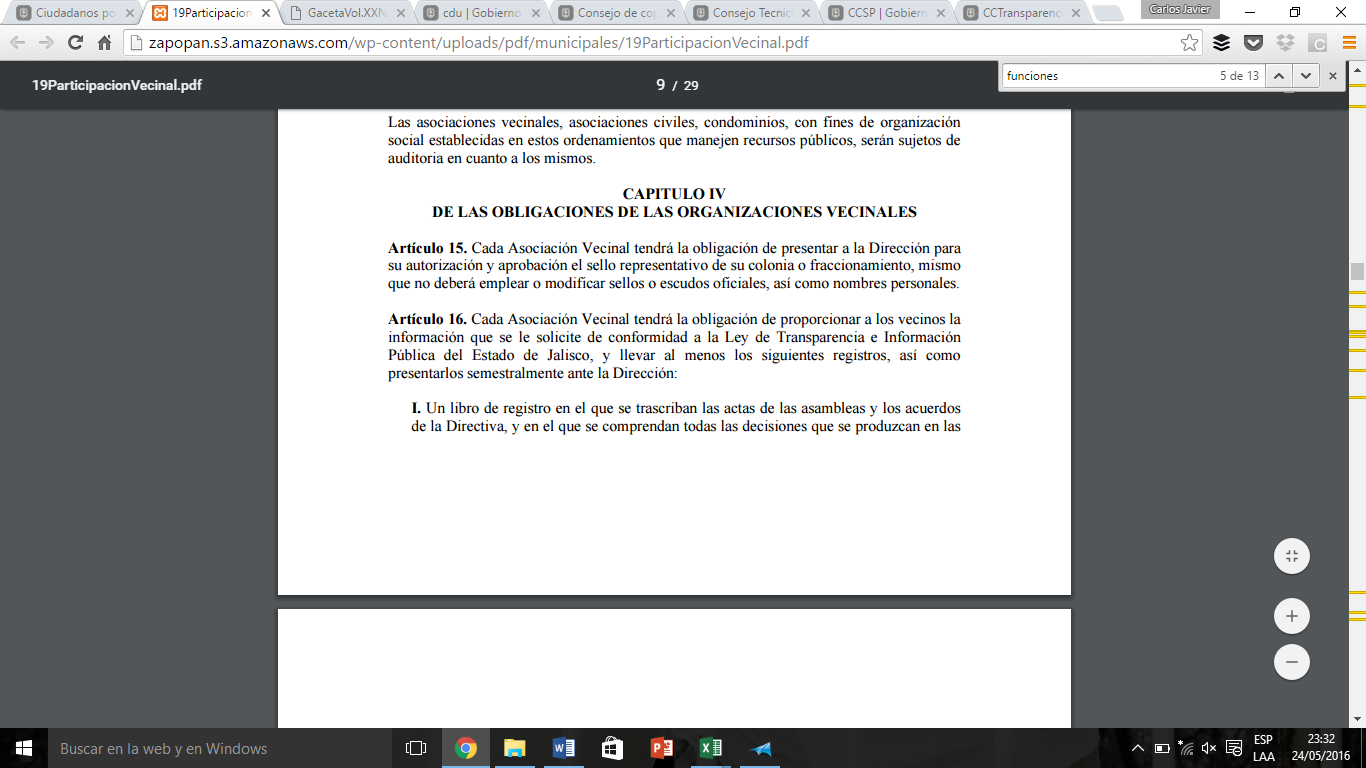 Ciudadanos po
19Participacion
GacetaVol.XXN
cdu | Gobierno
Consejo de cop
Consejo Tecnic
CCSP | Gobiern
CCTransparenc
Carlos Javier
zapopan.s3.amazonaws.com/wp-content/uploads/pdf/municipales/19ParticipacionVecinal.pdf
19ParticipacionVecinal.pdf
9 / 29
funciones
5 de 13
Las asociaciones vecinales, asociaciones civiles, condominios, con fines de organización
social establecidas en estos ordenamientos que manejen recursos públicos, serán sujetos de
auditoria en cuanto a los mismos.
CAPITULO IV
DE LAS OBLIGACIONES DE LAS ORGANIZACIONES VECINALES
Artículo 15. Cada Asociación Vecinal tendrá la obligación de presentar a la Dirección para
su autorización y aprobación el sello representativo de su colonia o fraccionamiento, mismo
que no deberá emplear o modificar sellos o escudos oficiales, así como nombres personales.
Artículo 16. Cada Asociación Vecinal tendrá la obligación de proporcionar a los vecinos la
información que se le solicite de conformidad a la Ley de Transparencia e Información
Pública del Estado de Jalisco, y llevar al menos los siguientes registros, así como
presentarlos semestralmente ante la Dirección:
I. Un libro de registro en el que se trascriban las actas de las asambleas y los acuerdos
de la Directiva, y en el que se comprendan todas las decisiones que se produzcan en las
Buscar en la web y en Windows
ESP
LAA
23:32
24/05/2016